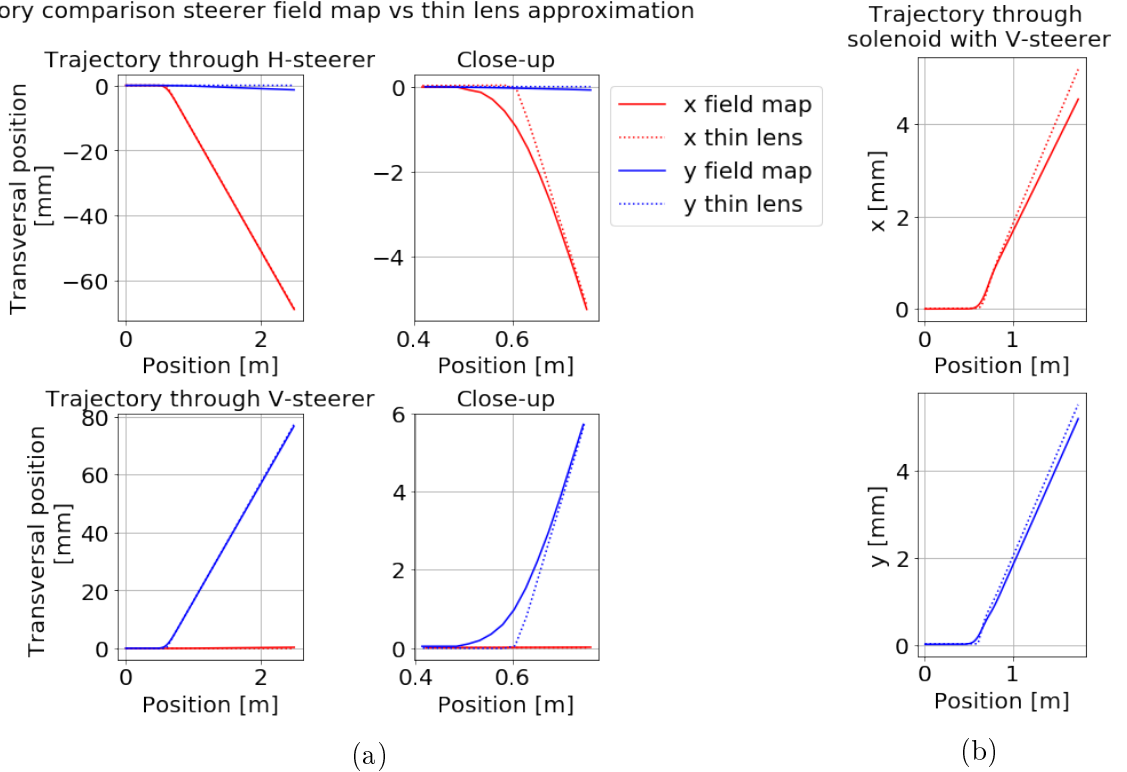 ory comparison steerer field map vs thin lens approximation
Trajectory through H-steerer
Close-up
Transversal position
[mm]
0
−20
−40
−60
0
2
Position [m]
0
−2
−4
0.4
0.6
Position [m]
x field map
x thin lens
y field map
y thin lens
Trajectory through V-steerer
Close-up
Transversal position
[mm]
80
60
40
20
0
0
2
Position [m]
6
4
2
0
0.4
0.6
Position [m]
(a)
Trajectory through
solenoid with V-steerer
x [mm]
4
2
0
0
1
y [mm]
4
2
0
0
1
Position [m]
(b)